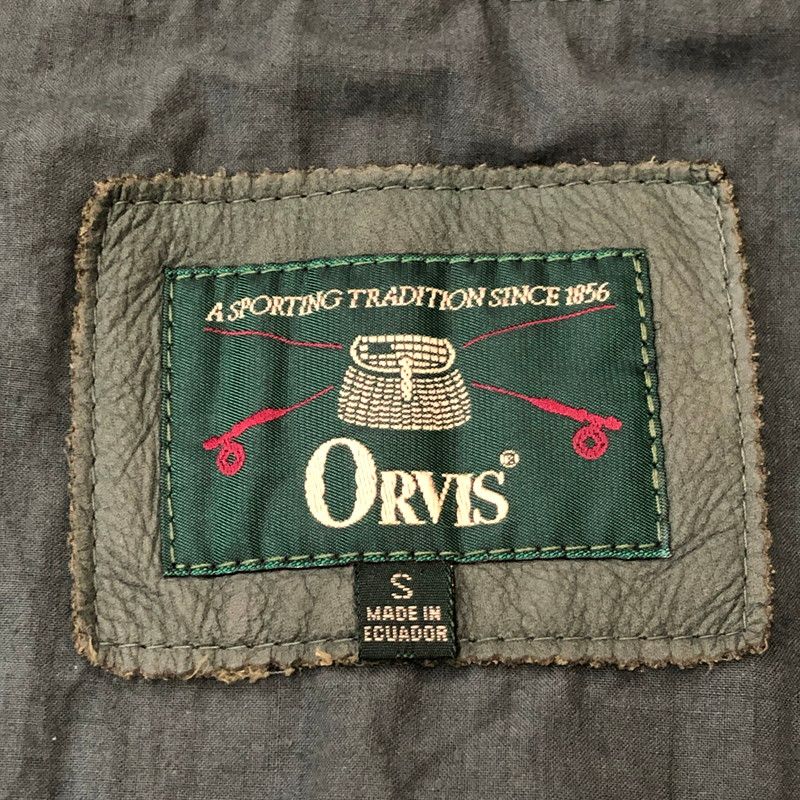 A SPORTING TRADITION SINCE 1856
ORVIS®
S
MADE IN
ECUADOR